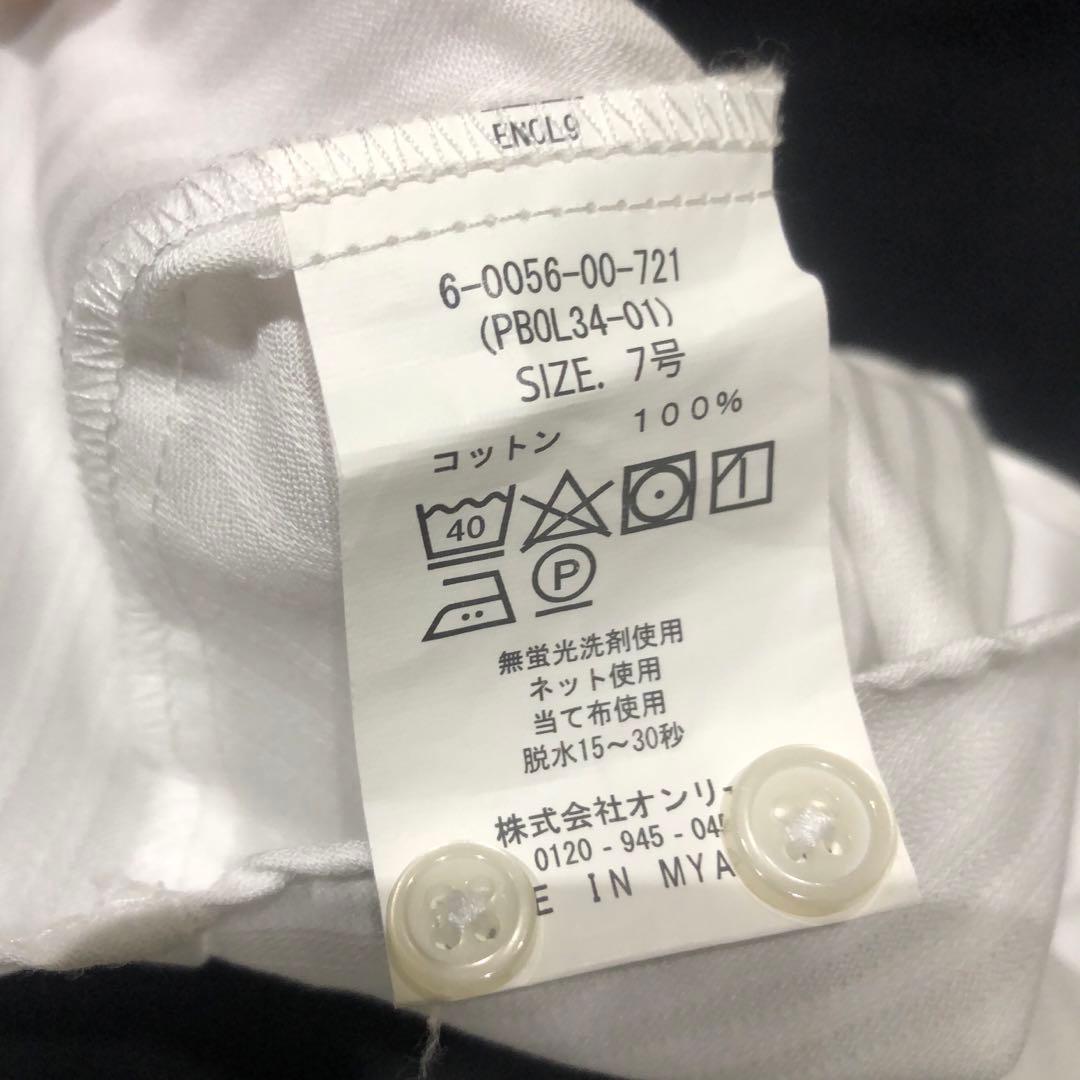 ENCL9
6-0056-00-721
(PBOL34-01)
SIZE. 7号
コットン 100%
40
P
無蛍光洗剤使用
ネット使用
当て布使用
脱水15～30秒
株式会社オンリー
0120 - 945 - 04
E IN MYA